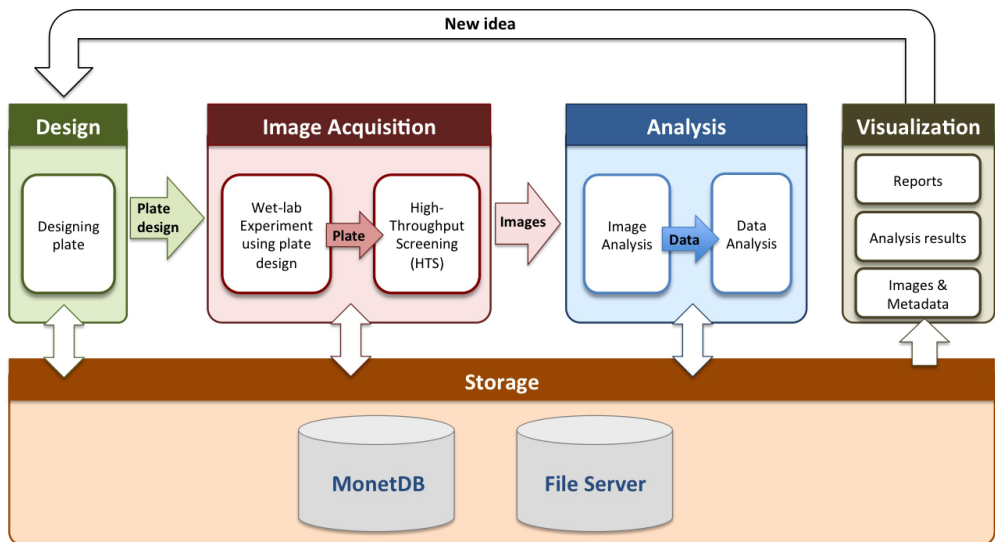 New idea
Design
Image Acquisition
Analysis
Visualization
Designing
plate
Plate
design
Wet-lab
Experiment
using plate
design
Plate
High-
Throughput
Screening
(HTS)
Images
Image
Analysis
Data
Data
Analysis
Reports
Analysis results
Images &
Metadata
Storage
MonetDB
File Server